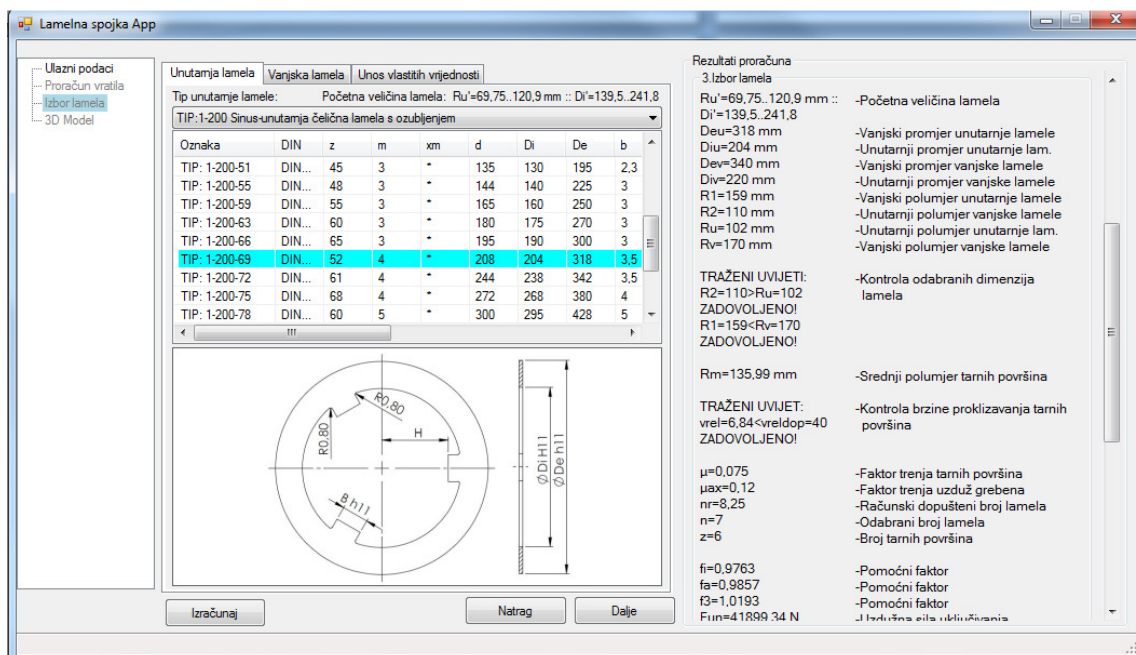 Lamelna spojka App
Ulazni podaci
Proračun vratila
Izbor lamela
3D Model
Unutarnja lamela Vanjska lamela Unos vlastitih vrijednosti
Tip unutarnje lamele: Početna veličina lamela: Ru'=69,75..120,9 mm :: Di'=139,5..241,8
TIP:1-200 Sinus-unutarnja čelična lamela s ozubljenjem
Oznaka DIN z m xm d Di De b
TIP: 1-200-51 DIN... 45 3 * 135 130 195 2,3
TIP: 1-200-55 DIN... 48 3 * 144 140 225 3
TIP: 1-200-59 DIN... 55 3 * 165 160 250 3
TIP: 1-200-63 DIN... 60 3 * 180 175 270 3
TIP: 1-200-66 DIN... 65 3 * 195 190 300 3
TIP: 1-200-69 DIN... 52 4 * 208 204 318 3,5
TIP: 1-200-72 DIN... 61 4 * 244 238 342 3,5
TIP: 1-200-75 DIN... 68 4 * 272 268 380 4
TIP: 1-200-78 DIN... 60 5 * 300 295 428 5
R0,80
R0,80
H
B h11
Ø Di H11
Ø De h11
Izračunaj
Natrag
Dalje
Rezultati proračuna
3.Izbor lamela
Ru'=69,75..120,9 mm :: -Početna veličina lamela
Di'=139,5..241,8
Deu=318 mm -Vanjski promjer unutarnje lamele
Diu=204 mm -Unutarnji promjer unutarnje lam.
Dev=340 mm -Vanjski promjer vanjske lamele
Div=220 mm -Unutarnji promjer vanjske lamele
R1=159 mm -Vanjski polumjer unutarnje lamele
R2=110 mm -Unutarnji polumjer vanjske lamele
Ru=102 mm -Unutarnji polumjer unutarnje lam.
Rv=170 mm -Vanjski polumjer vanjske lamele
TRAŽENI UVIJETI: -Kontrola odabranih dimenzija
R2=110>Ru=102 lamela
ZADOVOLJENO!
R1=159<Rv=170
ZADOVOLJENO!
Rm=135,99 mm -Srednji polumjer tarnih površina
TRAŽENI UVIJET: -Kontrola brzine proklizavanja tarnih
vrel=6,84<vreldop=40 površina
ZADOVOLJENO!
µ=0,075 -Faktor trenja tarnih površina
µax=0,12 -Faktor trenja uzduž grebena
nr=8,25 -Računski dopušteni broj lamela
n=7 -Odabrani broj lamela
z=6 -Broj tarnih površina
fi=0,9763 -Pomoćni faktor
fa=0,9857 -Pomoćni faktor
f3=1,0193 -Pomoćni faktor
Fun=41899,34 N -Uzdužna sila uključivanja